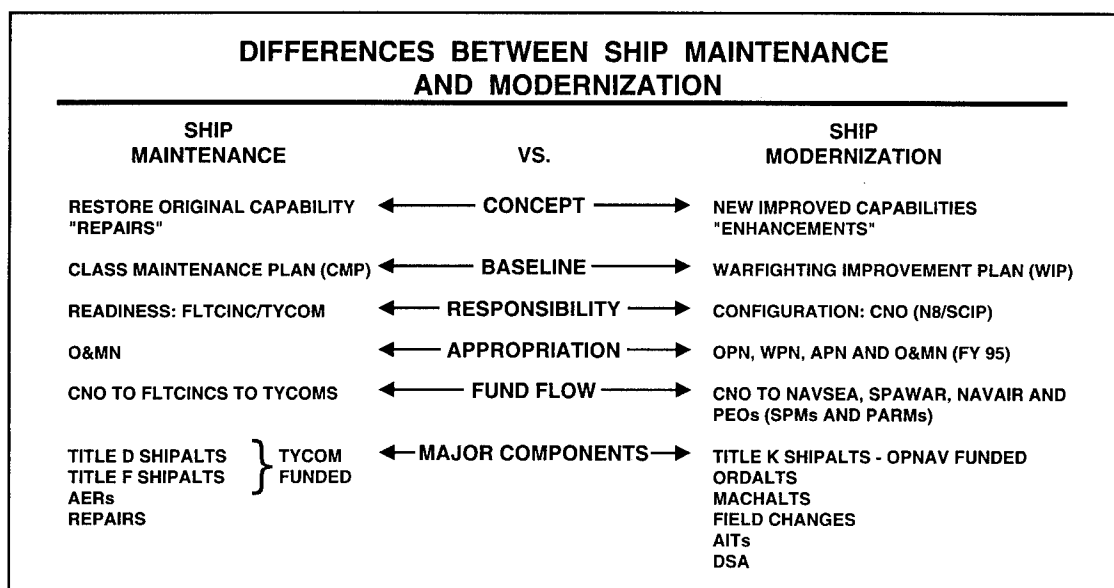 DIFFERENCES BETWEEN SHIP MAINTENANCE
AND MODERNIZATION
SHIP
MAINTENANCE
VS.
SHIP
MODERNIZATION
RESTORE ORIGINAL CAPABILITY
"REPAIRS"
CONCEPT
NEW IMPROVED CAPABILITIES
"ENHANCEMENTS"
CLASS MAINTENANCE PLAN (CMP)
BASELINE
WARFIGHTING IMPROVEMENT PLAN (WIP)
READINESS: FLTCINC/TYCOM
RESPONSIBILITY
CONFIGURATION: CNO (N8/SCIP)
O&MN
APPROPRIATION
OPN, WPN, APN AND O&MN (FY 95)
CNO TO FLTCINCS TO TYCOMS
FUND FLOW
CNO TO NAVSEA, SPAWAR, NAVAIR AND
PEOs (SPMs AND PARMs)
TITLE D SHIPALTS
TITLE F SHIPALTS
AERs
REPAIRS
TYCOM
FUNDED
MAJOR COMPONENTS
TITLE K SHIPALTS - OPNAV FUNDED
ORDALTS
MACHALTS
FIELD CHANGES
AITs
DSA